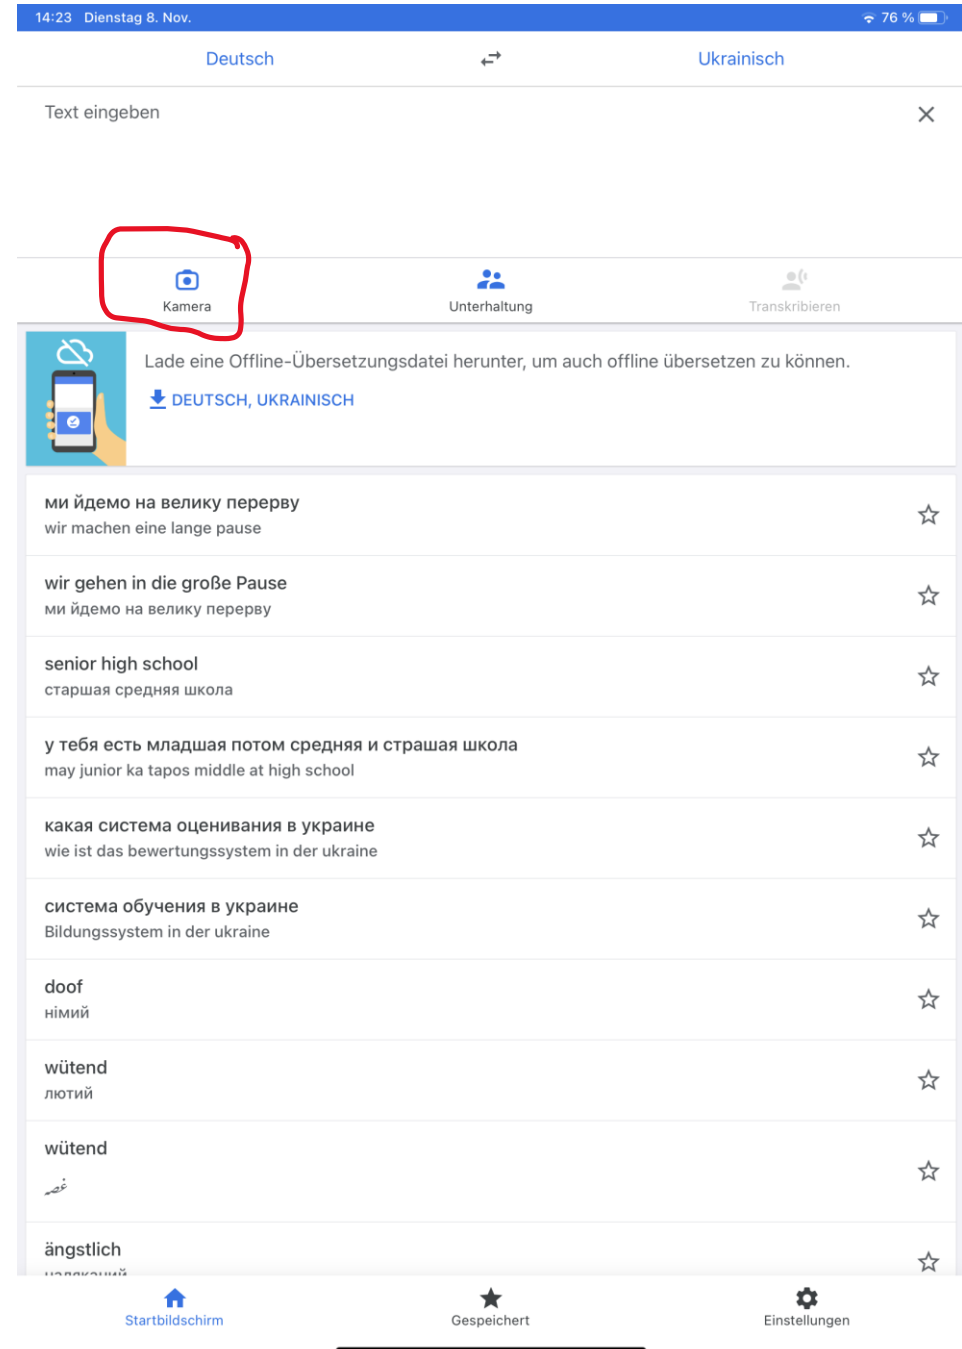 14:23 Dienstag 8. Nov. 76 %
Deutsch Ukrainisch
Text eingeben
Kamera Unterhaltung Transkribieren
Lade eine Offline-Übersetzungsdatei herunter, um auch offline übersetzen zu können.
DEUTSCH, UKRAINISCH
ми йдемо на велику перерву
wir machen eine lange pause
wir gehen in die große Pause
ми йдемо на велику перерву
senior high school
старшая средняя школа
у тебя есть младшая потом средняя и страшая школа
may junior ka tapos middle at high school
какая система оценивания в украине
wie ist das bewertungssystem in der ukraine
система обучения в украине
Bildungssystem in der ukraine
doof
німий
wütend
лютий
wütend
غصہ
ängstlich
Startbildschirm Gespeichert Einstellungen